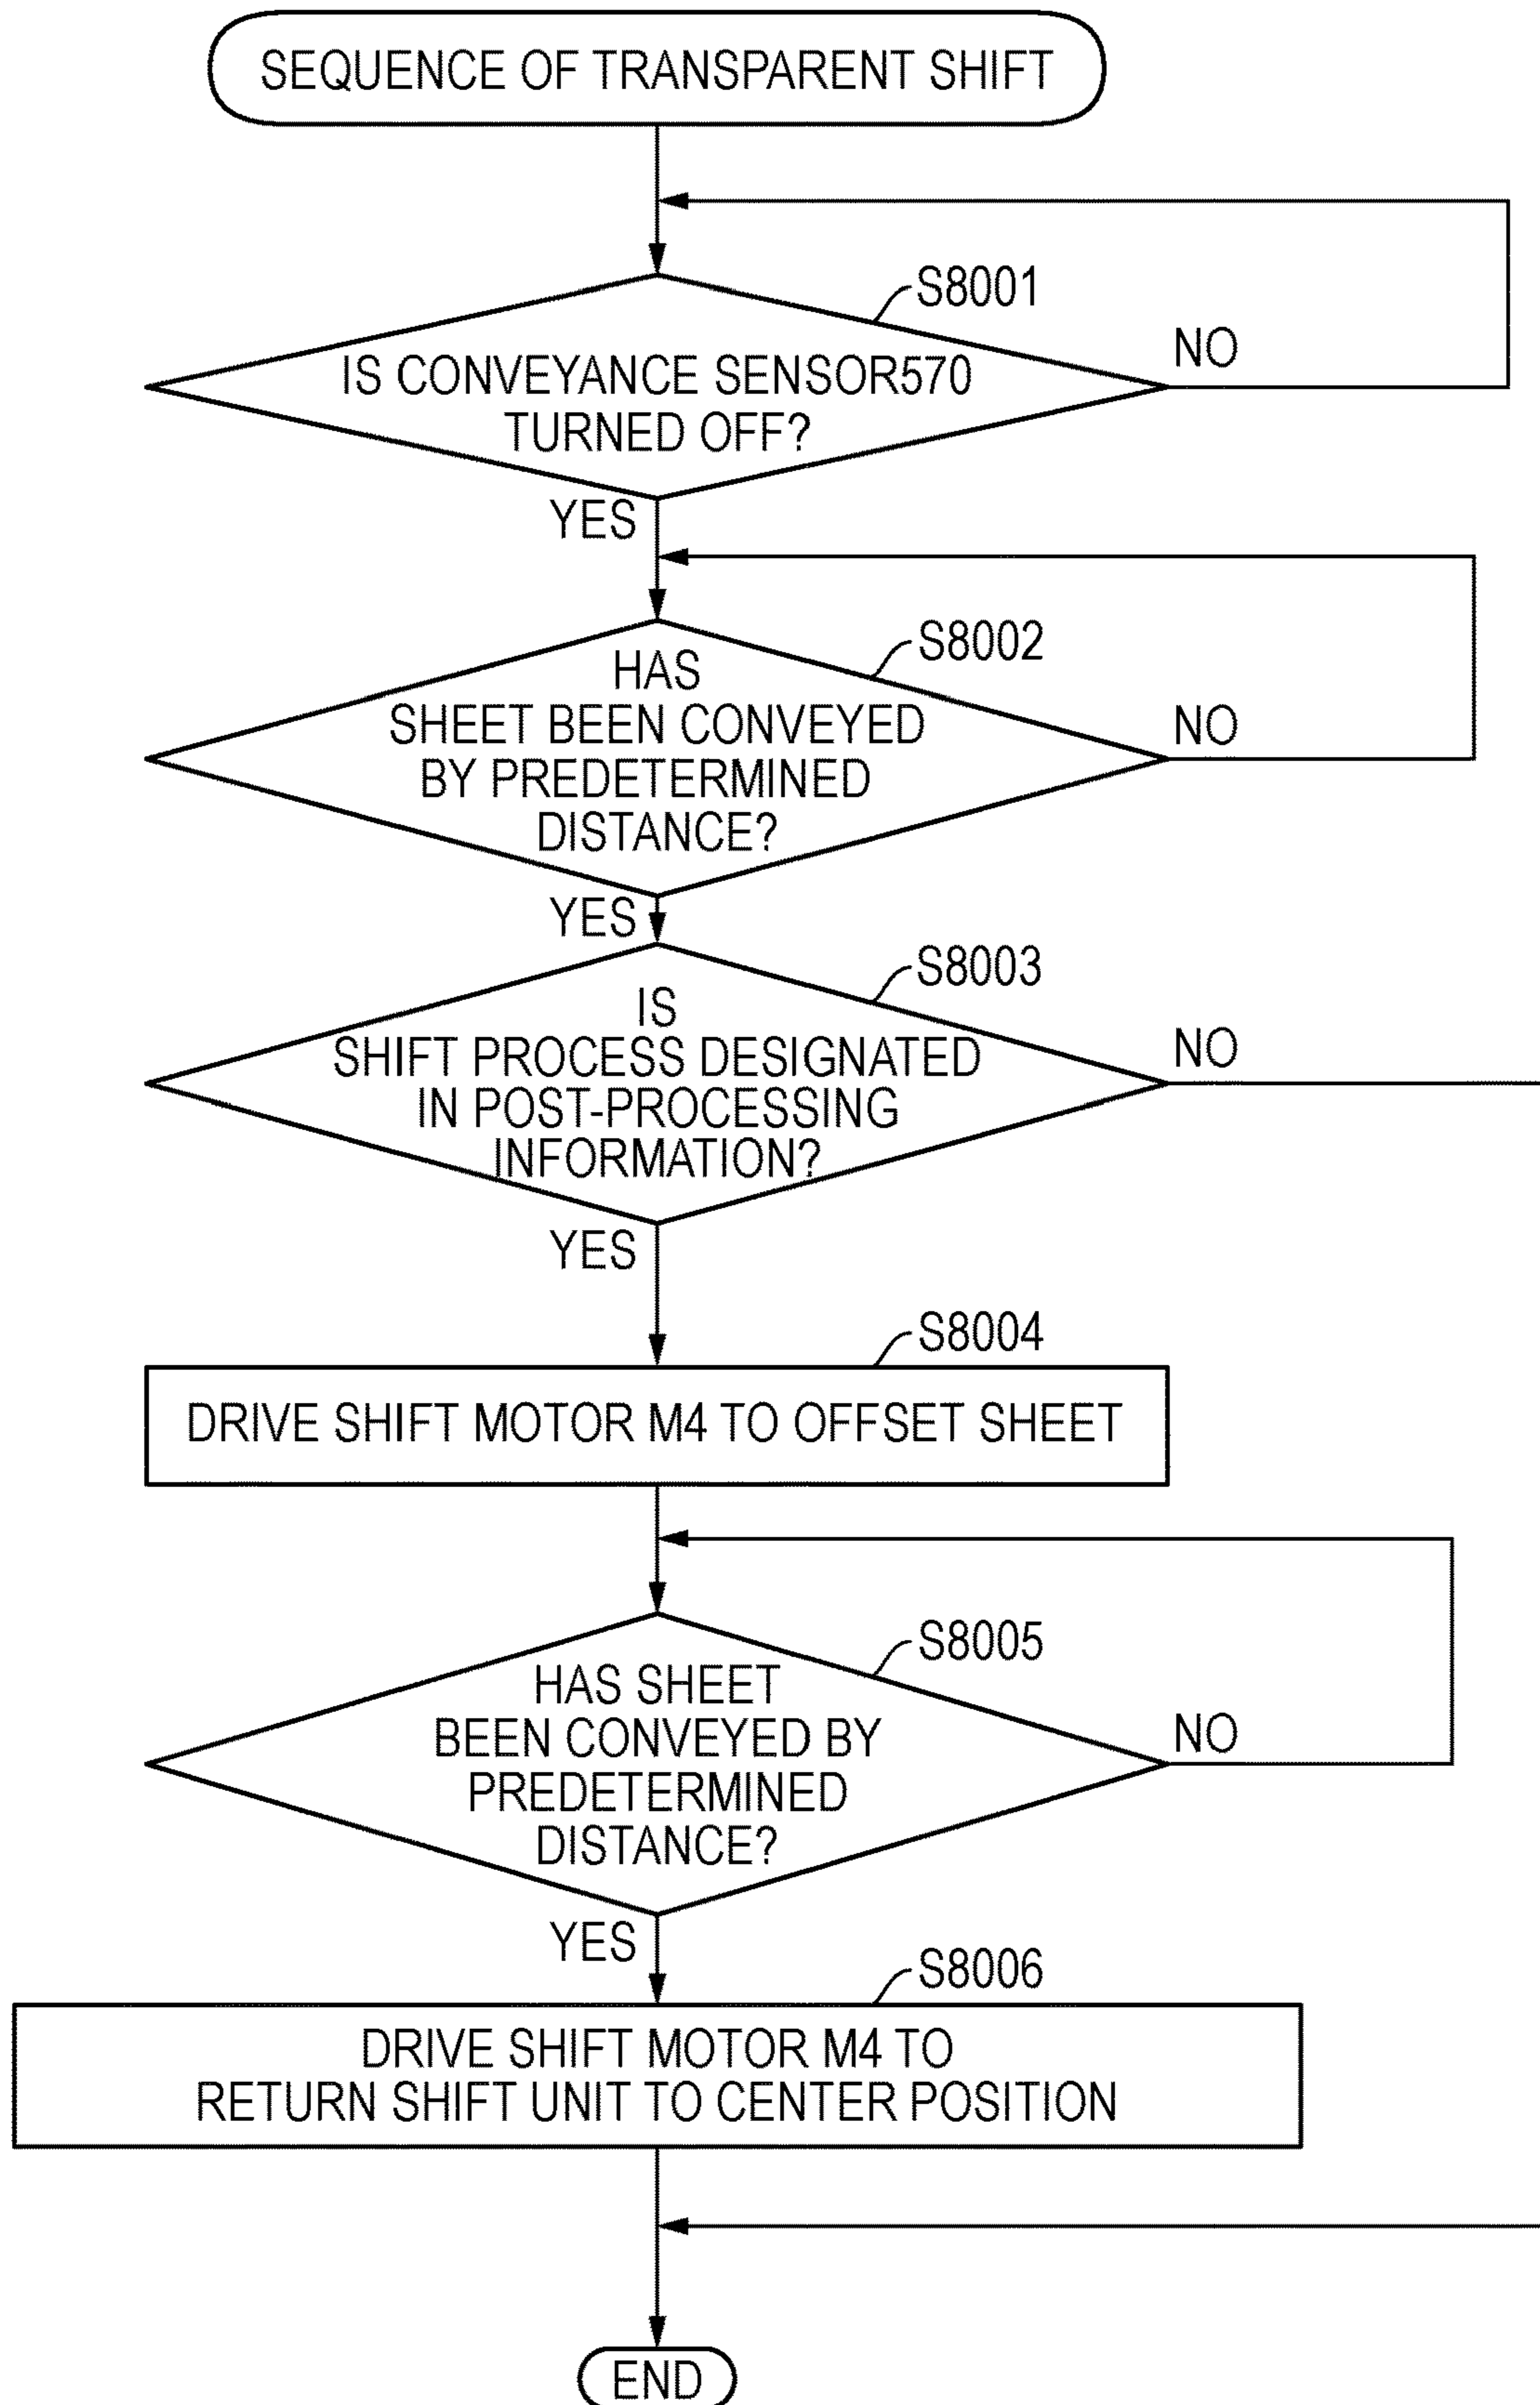 SEQUENCE OF TRANSPARENT SHIFT
S8001
IS CONVEYANCE SENSOR570
TURNED OFF?
NO
YES
S8002
HAS
SHEET BEEN CONVEYED
BY PREDETERMINED
DISTANCE?
NO
YES
S8003
IS
SHIFT PROCESS DESIGNATED
IN POST-PROCESSING
INFORMATION?
NO
YES
S8004
DRIVE SHIFT MOTOR M4 TO OFFSET SHEET
S8005
HAS SHEET
BEEN CONVEYED BY
PREDETERMINED
DISTANCE?
NO
YES
S8006
DRIVE SHIFT MOTOR M4 TO
RETURN SHIFT UNIT TO CENTER POSITION
END